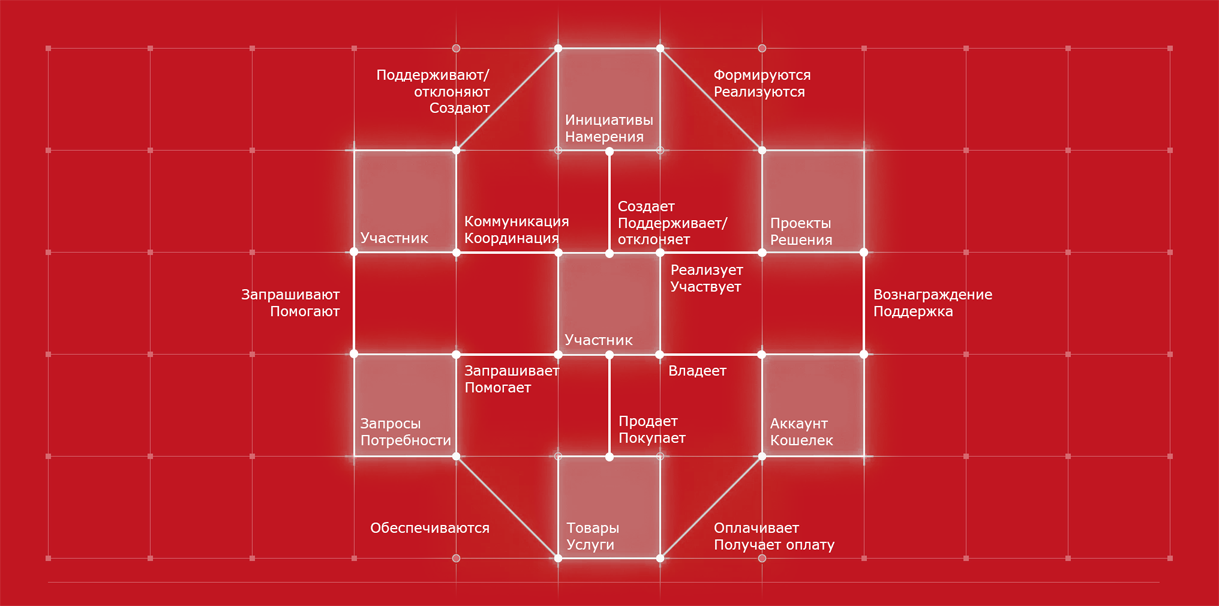 Поддерживают/
отклоняют
Создают
Формируются
Реализуются
Инициативы
Намерения
Участник
Коммуникация
Координация
Создает
Поддерживает/
отклоняет
Проекты
Решения
Реализует
Участвует
Запрашивают
Помогают
Вознаграждение
Поддержка
Участник
Запрашивает
Помогает
Владеет
Запросы
Потребности
Продает
Покупает
Аккаунт
Кошелек
Обеспечиваются
Товары
Услуги
Оплачивает
Получает оплату